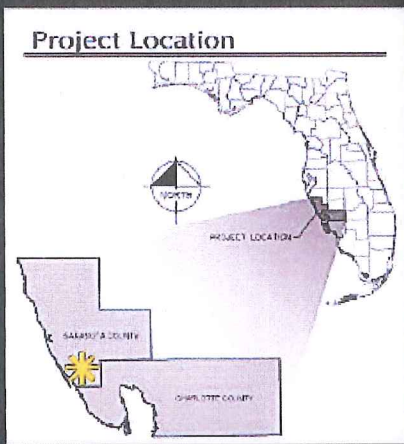 Project Location
NORTH
PROJECT LOCATION
SARASOTA COUNTY
CHARLOTTE COUNTY